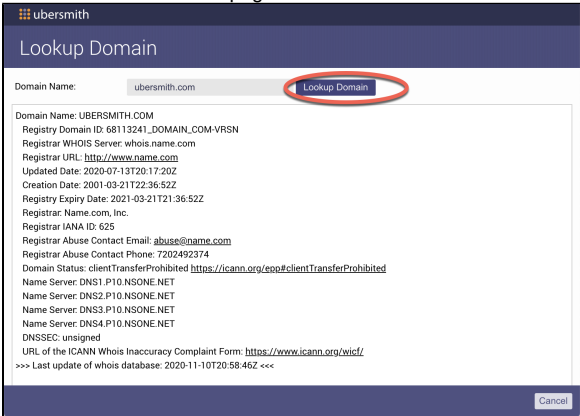 ubersmith
Lookup Domain
Domain Name: ubersmith.com Lookup Domain
Domain Name: UBERSMITH.COM
Registry Domain ID: 68113241_DOMAIN_COM-VRSN
Registrar WHOIS Server: whois.name.com
Registrar URL: http://www.name.com
Updated Date: 2020-07-13T20:17:20Z
Creation Date: 2001-03-21T22:36:52Z
Registry Expiry Date: 2021-03-21T21:36:52Z
Registrar: Name.com, Inc.
Registrar IANA ID: 625
Registrar Abuse Contact Email: abuse@name.com
Registrar Abuse Contact Phone: 7202492374
Domain Status: clientTransferProhibited https://icann.org/epp#clientTransferProhibited
Name Server: DNS1.P10.NSONE.NET
Name Server: DNS2.P10.NSONE.NET
Name Server: DNS3.P10.NSONE.NET
Name Server: DNS4.P10.NSONE.NET
DNSSEC: unsigned
URL of the ICANN Whois Inaccuracy Complaint Form: https://www.icann.org/wicf/
>>> Last update of whois database: 2020-11-10T20:58:46Z <<<
Cancel